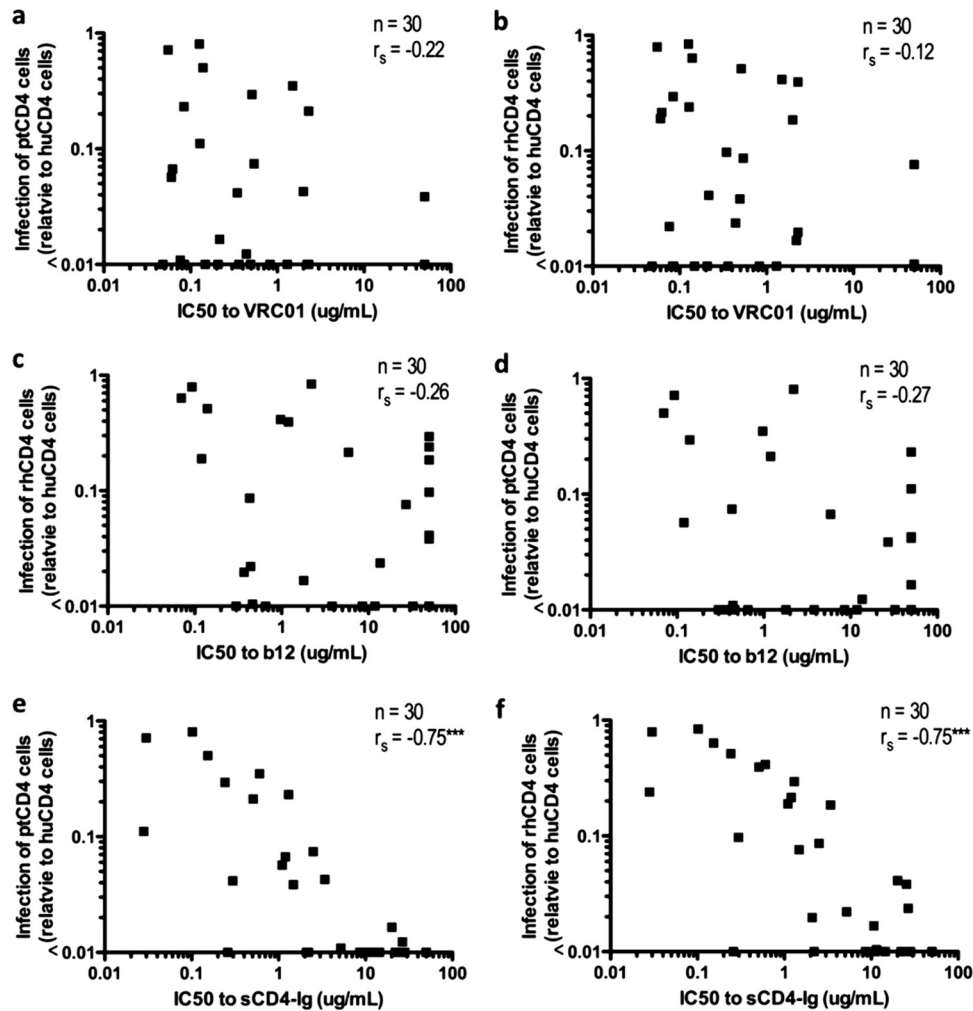 a
n = 30
rs = -0.22
Infection of ptCD4 cells
(relatvie to huCD4 cells)
1
0.1
< 0.01
0.01 0.1 1 10 100
IC50 to VRC01 (ug/mL)
b
n = 30
rs = -0.12
Infection of rhCD4 cells
(relatvie to huCD4 cells)
1
0.1
< 0.01
0.01 0.1 1 10 100
IC50 to VRC01 (ug/mL)
c
n = 30
rs = -0.26
Infection of rhCD4 cells
(relatvie to huCD4 cells)
1
0.1
< 0.01
0.01 0.1 1 10 100
IC50 to b12 (ug/mL)
d
n = 30
rs = -0.27
Infection of ptCD4 cells
(relatvie to huCD4 cells)
1
0.1
< 0.01
0.01 0.1 1 10 100
IC50 to b12 (ug/mL)
e
n = 30
rs = -0.75***
Infection of ptCD4 cells
(relatvie to huCD4 cells)
1
0.1
< 0.01
0.01 0.1 1 10 100
IC50 to sCD4-Ig (ug/mL)
f
n = 30
rs = -0.75***
Infection of rhCD4 cells
(relatvie to huCD4 cells)
1
0.1
< 0.01
0.01 0.1 1 10 100
IC50 to sCD4-Ig (ug/mL)